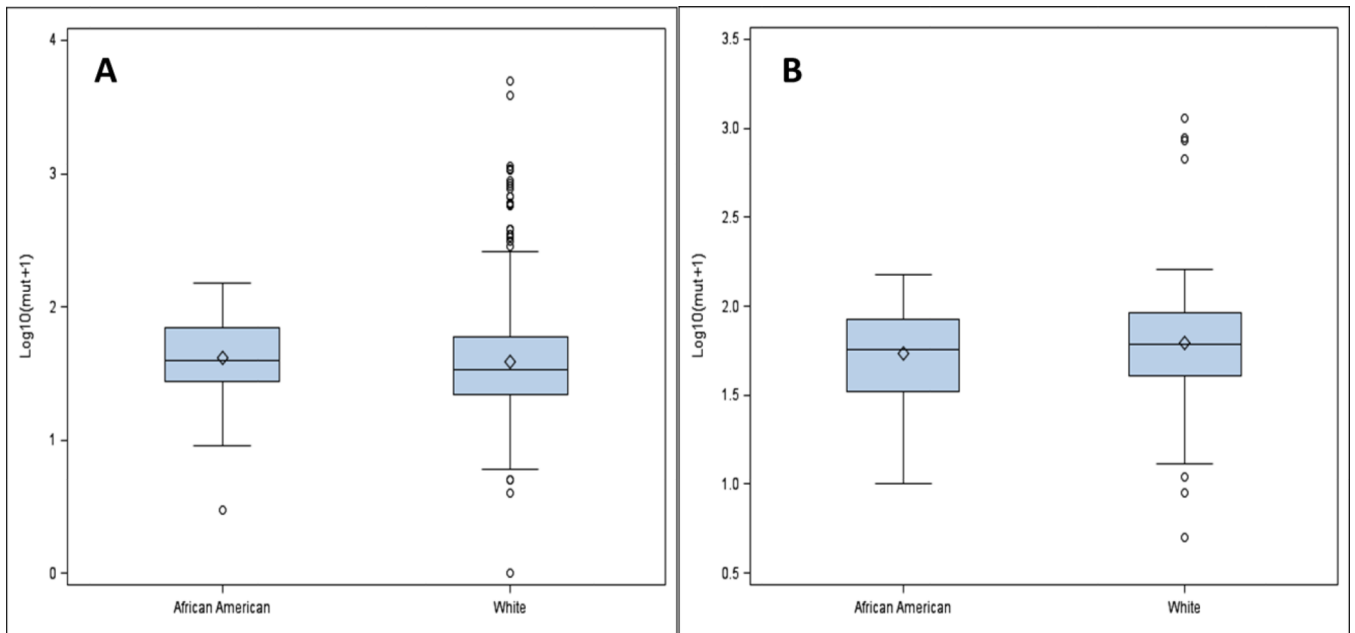 A
4
3
2
1
0
Log10(mut+1)
African American
White
B
3.5
3.0
2.5
2.0
1.5
1.0
0.5
Log10(mut+1)
African American
White